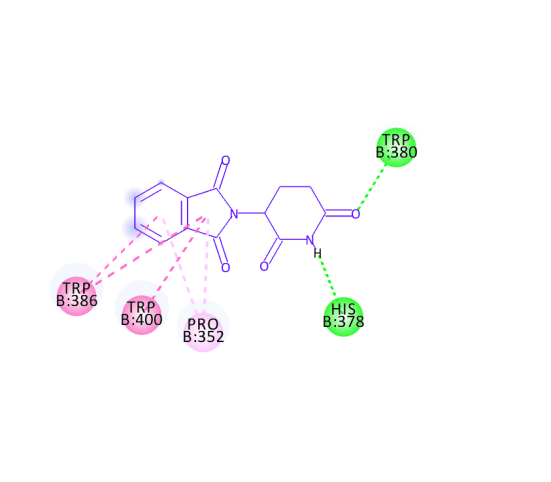 TRP
B:380
O
O
N
O
N
H
O
O
TRP
B:386
TRP
B:400
PRO
B:352
HIS
B:378